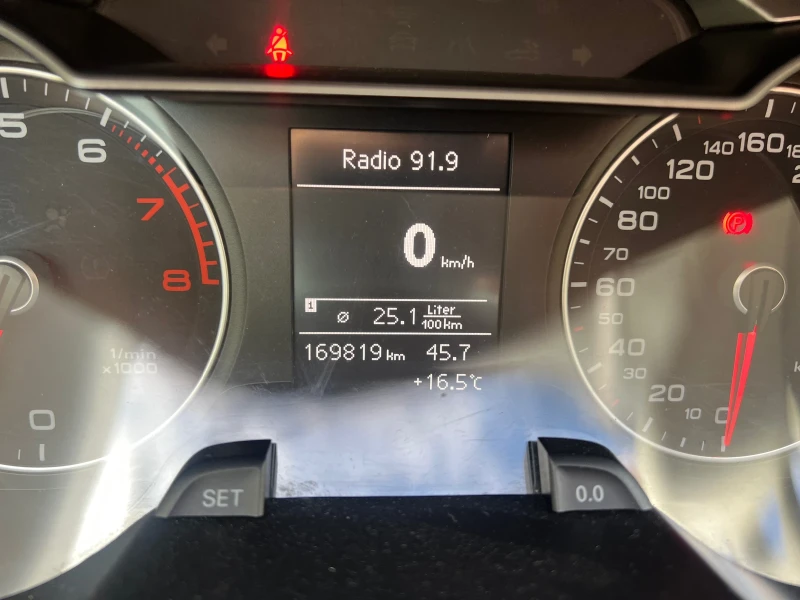 Radio 91.9
0 km/h
1 ⌀ 25.1 Liter/100 km
169819 km 45.7
+16.5°C
5
6
7
8
1/min
x1000
0
0
10
20
30
40
50
60
70
80
100
120
140
160
P
SET
0.0